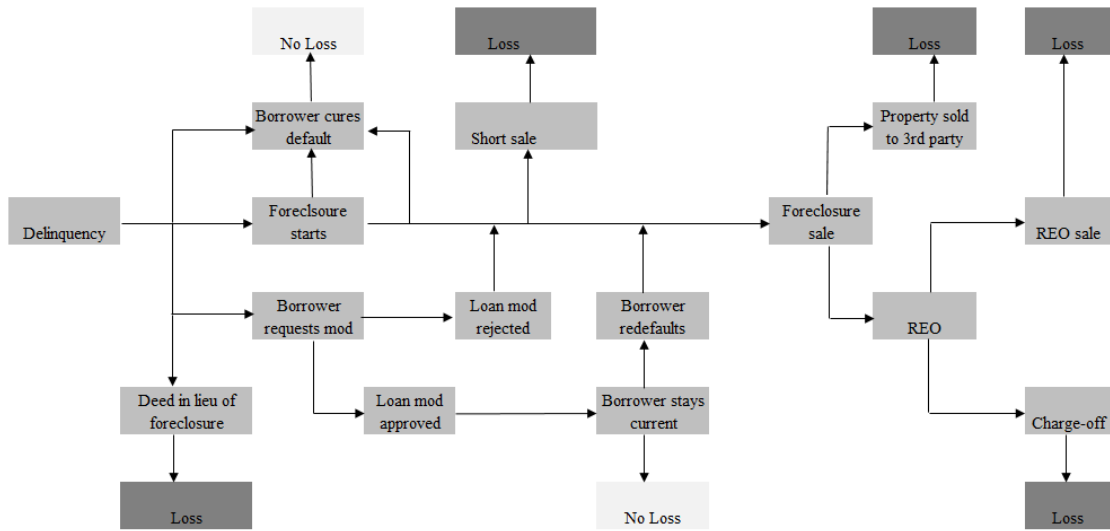 No Loss
Loss
Loss
Loss
Borrower cures
default
Short sale
Property sold
to 3rd party
Delinquency
Foreclsoure
starts
Foreclosure
sale
REO sale
Borrower
requests mod
Loan mod
rejected
Borrower
redefaults
REO
Deed in lieu of
foreclosure
Loan mod
approved
Borrower stays
current
Charge-off
Loss
No Loss
Loss